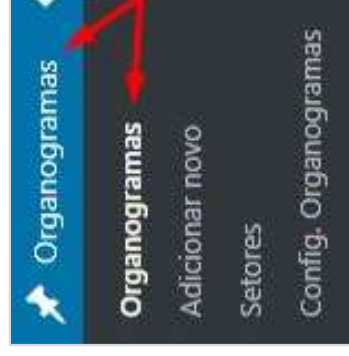 Organogramas
Organogramas
Adicionar novo
Setores
Config. Organogramas